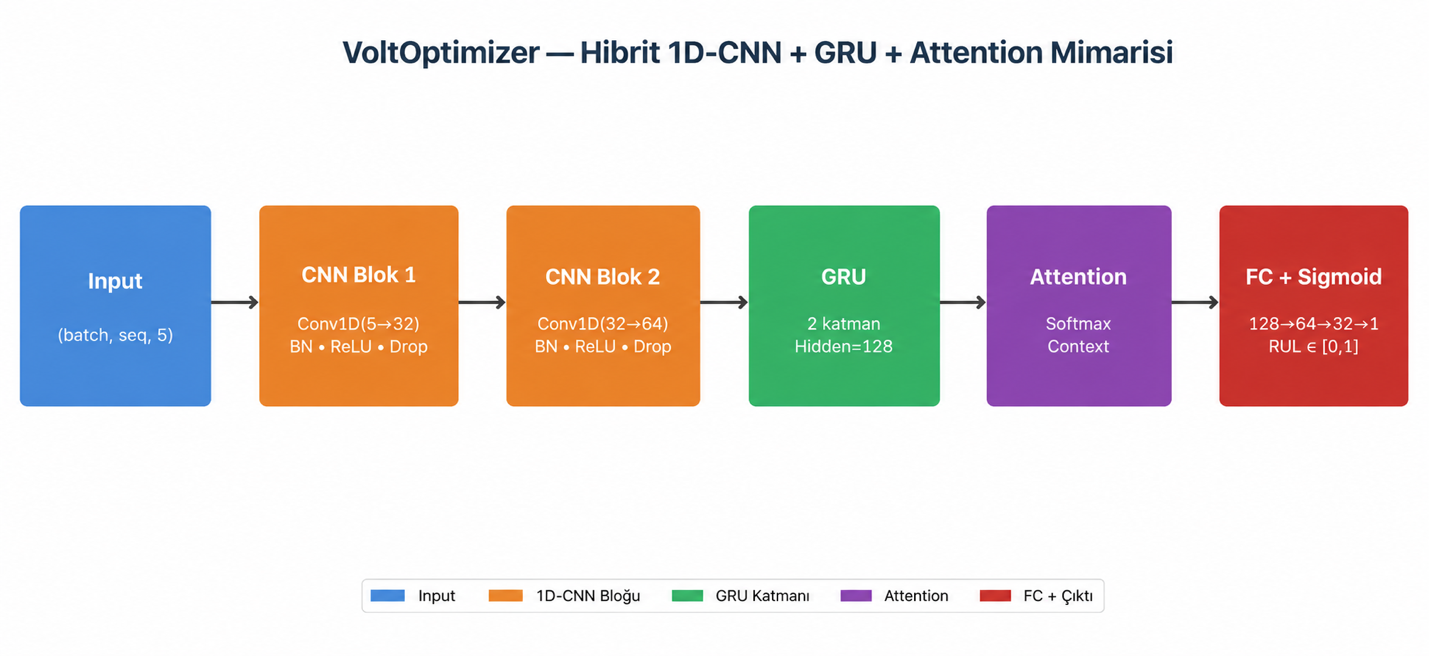 VoltOptimizer — Hibrit 1D-CNN + GRU + Attention Mimarisi
Input
(batch, seq, 5)
CNN Blok 1
Conv1D(5→32)
BN • ReLU • Drop
CNN Blok 2
Conv1D(32→64)
BN • ReLU • Drop
GRU
2 katman
Hidden=128
Attention
Softmax
Context
FC + Sigmoid
128→64→32→1
RUL ∈ [0,1]
Input
1D-CNN Bloğu
GRU Katmanı
Attention
FC + Çıktı